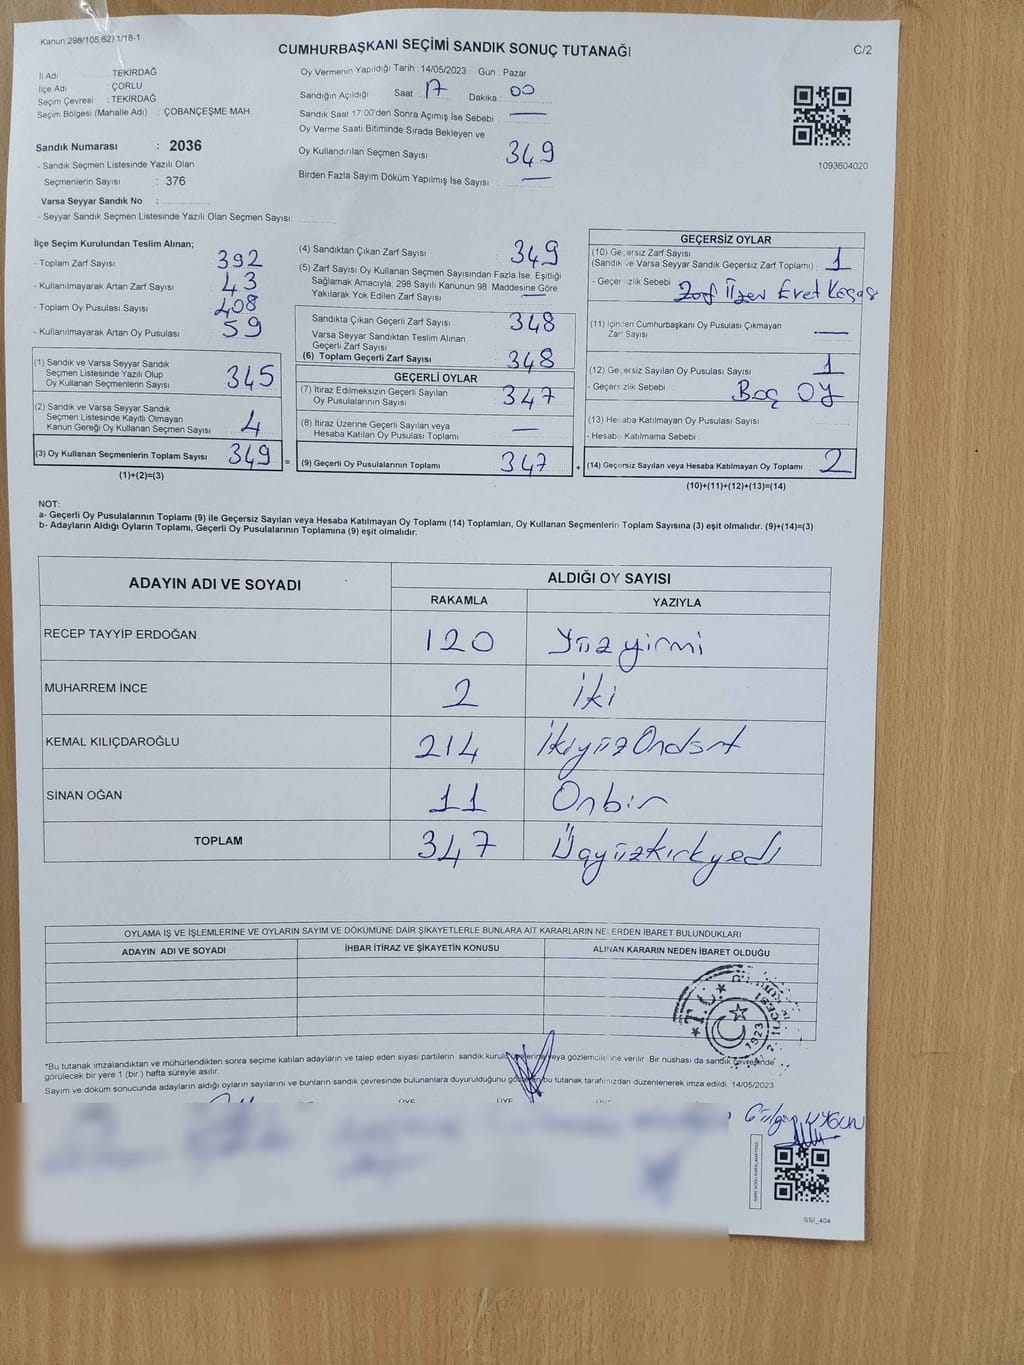 Kanun:298/105;627.1/18-1
CUMHURBAŞKANI SEÇİMİ SANDIK SONUÇ TUTANAĞI
C/2
İl Adı : TEKİRDAĞ
İlçe Adı : ÇORLU
Seçim Çevresi : TEKİRDAĞ
Seçim Bölgesi (Mahalle Adı) : ÇOBANÇEŞME MAH.
Sandık Numarası : 2036
- Sandık Seçmen Listesinde Yazılı Olan
Seçmenlerin Sayısı : 376
Varsa Seyyar Sandık No :
- Seyyar Sandık Seçmen Listesinde Yazılı Olan Seçmen Sayısı:
Oy Vermenin Yapıldığı Tarih :14/05/2023 Gün : Pazar
Sandığın Açıldığı Saat 17 Dakika 00
Sandık Saat 17:00'den Sonra Açımış İse Sebebi : —
Oy Verme Saati Bitiminde Sırada Bekleyen ve
Oy Kullandırılan Seçmen Sayısı : 349
Birden Fazla Sayım Döküm Yapılmış İse Sayısı : —
1093604020
İlçe Seçim Kurulundan Teslim Alınan;
- Toplam Zarf Sayısı : 392
- Kullanılmayarak Artan Zarf Sayısı : 43
- Toplam Oy Pusulası Sayısı : 408
- Kullanılmayarak Artan Oy Pusulası : 59
(1) Sandık ve Varsa Seyyar Sandık
Seçmen Listesinde Yazılı Olup
Oy Kullanan Seçmenlerin Sayısı : 345
(2) Sandık ve Varsa Seyyar Sandık
Seçmen Listesinde Kayıtlı Olmayan
Kanun Gereği Oy Kullanan Seçmen Sayısı : 4
(3) Oy Kullanan Seçmenlerin Toplam Sayısı : 349 =
(1)+(2)=(3)
(4) Sandıktan Çıkan Zarf Sayısı : 349
(5) Zarf Sayısı Oy Kullanan Seçmen Sayısından Fazla İse, Eşitliği
Sağlamak Amacıyla, 298 Sayılı Kanunun 98. Maddesine Göre
Yakılarak Yok Edilen Zarf Sayısı : —
Sandıkta Çıkan Geçerli Zarf Sayısı : 348
Varsa Seyyar Sandıktan Teslim Alınan
Geçerli Zarf Sayısı :
(6) Toplam Geçerli Zarf Sayısı : 348
GEÇERLİ OYLAR
(7) İtiraz Edilmeksizin Geçerli Sayılan
Oy Pusulalarının Sayısı : 347
(8) İtiraz Üzerine Geçerli Sayılan veya
Hesaba Katılan Oy Pusulası Toplamı : —
(9) Geçerli Oy Pusulalarının Toplamı : 347 +
GEÇERSİZ OYLAR
(10) Geçersiz Zarf Sayısı
(Sandık ve Varsa Seyyar Sandık Geçersiz Zarf Toplamı) : 1
- Geçersizlik Sebebi : Zarf Üzeri Evet Kaşası
(11) İçinden Cumhurbaşkanı Oy Pusulası Çıkmayan
Zarf Sayısı : —
(12) Geçersiz Sayılan Oy Pusulası Sayısı : 1
- Geçersizlik Sebebi : Boş OY
(13) Hesaba Katılmayan Oy Pusulası Sayısı :
- Hesaba Katılmama Sebebi :
(14) Geçersiz Sayılan veya Hesaba Katılmayan Oy Toplamı : 2
(10)+(11)+(12)+(13)=(14)
NOT:
a- Geçerli Oy Pusulalarının Toplamı (9) ile Geçersiz Sayılan veya Hesaba Katılmayan Oy Toplamı (14) Toplamları, Oy Kullanan Seçmenlerin Toplam Sayısına (3) eşit olmalıdır. (9)+(14)=(3)
b- Adayların Aldığı Oyların Toplamı, Geçerli Oy Pusulalarının Toplamına (9) eşit olmalıdır.
ADAYIN ADI VE SOYADI
ALDIĞI OY SAYISI
RAKAMLA YAZIYLA
RECEP TAYYİP ERDOĞAN 120 Yüzyirmi
MUHARREM İNCE 2 İki
KEMAL KILIÇDAROĞLU 214 İkiyüzOndört
SİNAN OĞAN 11 Onbir
TOPLAM 347 Üçyüzkırkyedi
OYLAMA İŞ VE İŞLEMLERİNE VE OYLARIN SAYIM VE DÖKÜMÜNE DAİR ŞİKAYETLERLE BUNLARA AİT KARARLARIN NELERDEN İBARET BULUNDUKLARI
ADAYIN ADI VE SOYADI İHBAR İTİRAZ VE ŞİKAYETİN KONUSU ALINAN KARARIN NEDEN İBARET OLDUĞU
T.C.
1923
*Bu tutanak imzalandıktan ve mühürlendikten sonra seçime katılan adayların ve talep eden siyasi partilerin sandık kurulu üyelerine veya gözlemcilerine verilir. Bir nüshası da sandık çevresinde
görülecek bir yere 1 (bir ) hafta süreyle asılır.
Sayım ve döküm sonucunda adayların aldığı oyların sayılarını ve bunların sandık çevresinde bulunanlara duyurulduğunu gösteren bu tutanak tarafımızdan düzenlenerek imza edildi. 14/05/2023
ÜYE ÜYE
Gülgen UYGUN
SSI_404